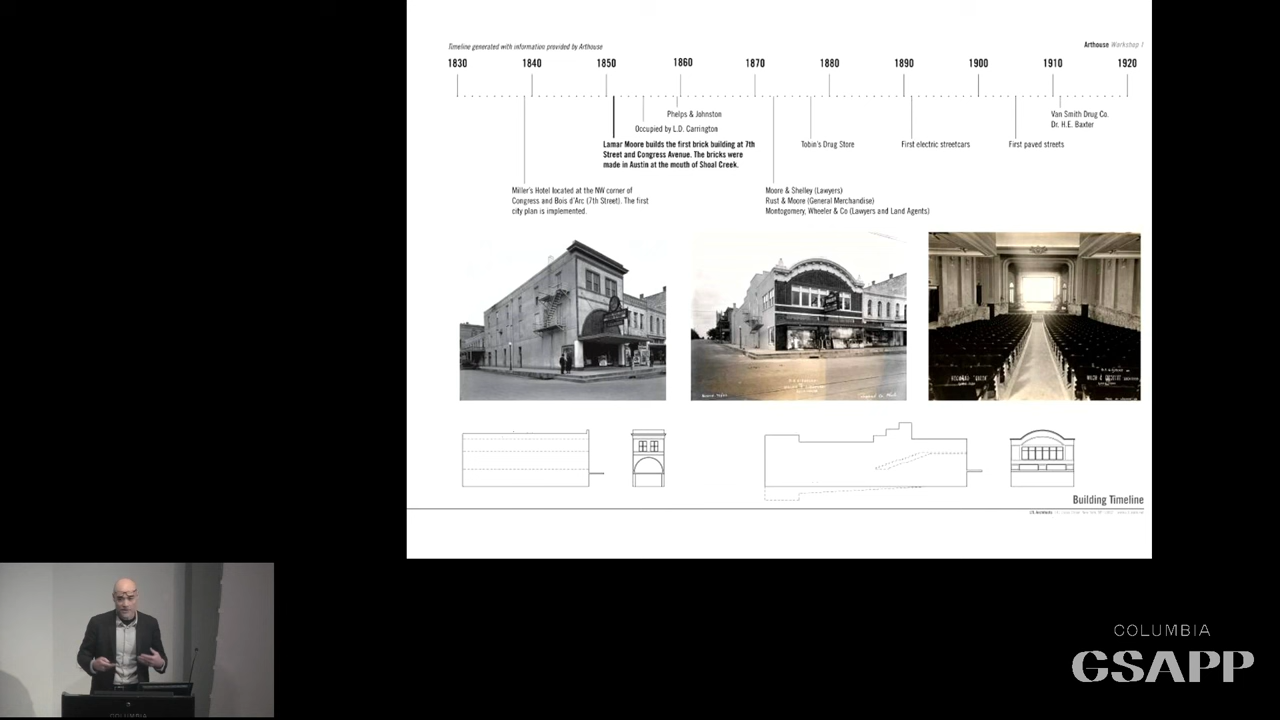 Timeline generated with information provided by Arthouse
Arthouse Workshop 1
1830 1840 1850 1860 1870 1880 1890 1900 1910 1920
Phelps & Johnston
Van Smith Drug Co.
Dr. H.E. Baxter
Occupied by L.D. Carrington
Lamar Moore builds the first brick building at 7th
Street and Congress Avenue. The bricks were
made in Austin at the mouth of Shoal Creek.
Tobin's Drug Store
First electric streetcars
First paved streets
Miller's Hotel located at the NW corner of
Congress and Bois d'Arc (7th Street). The first
city plan is implemented.
Moore & Shelley (Lawyers)
Rust & Moore (General Merchandise)
Montogomery, Wheeler & Co (Lawyers and Land Agents)
Building Timeline
COLUMBIA
GSAPP
COLUMBIA